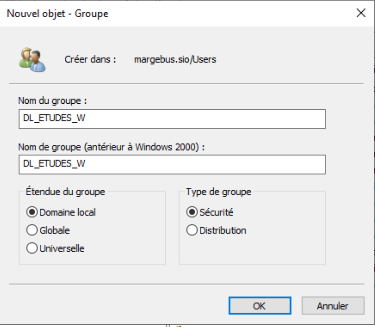 Nouvel objet - Groupe
Créer dans : margebus.sio/Users
Nom du groupe :
DL_ETUDES_W
Nom de groupe (antérieur à Windows 2000) :
DL_ETUDES_W
Étendue du groupe
Type de groupe
Domaine local
Sécurité
Globale
Distribution
Universelle
OK
Annuler